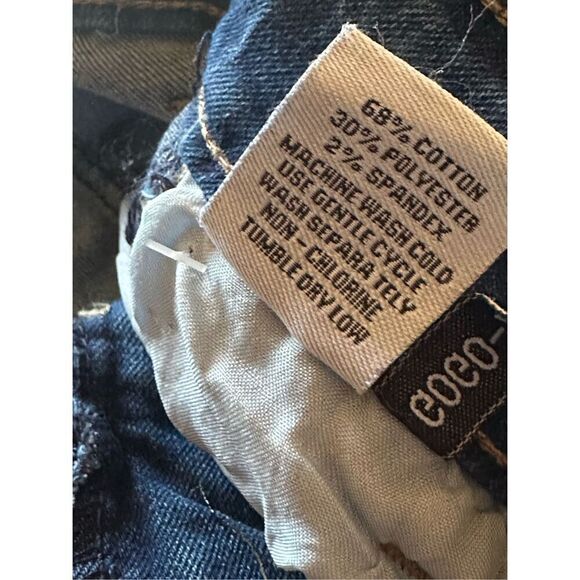 68% COTTON
30% POLYESTER
2% SPANDEX
MACHINE WASH COLD
USE GENTLE CYCLE
WASH SEPARA TELY
NON - CHLORINE
TUMBLE DRY LOW
COCO-